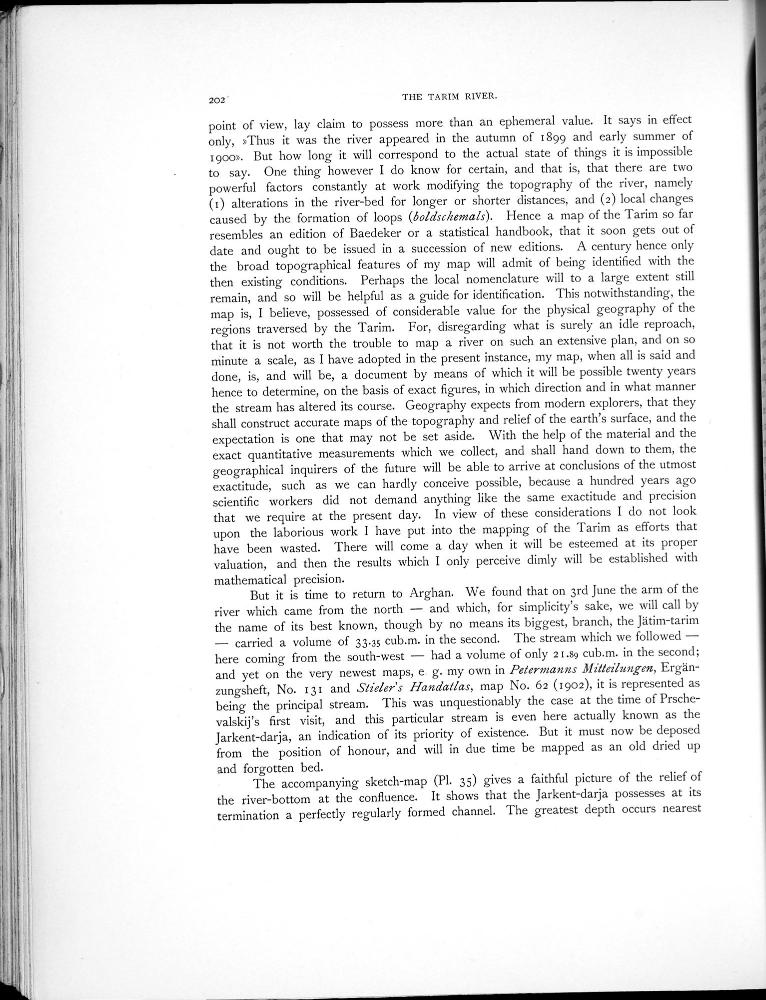 202
THE TARIM RIVER.
point of view, lay claim to possess more than an ephemeral value. It says in effect
only, »Thus it was the river appeared in the autumn of 1899 and early summer of
1900». But how long it will correspond to the actual state of things it is impossible
to say. One thing however I do know for certain, and that is, that there are two
powerful factors constantly at work modifying the topography of the river, namely
(1) alterations in the river-bed for longer or shorter distances, and (2) local changes
caused by the formation of loops (boldschemals). Hence a map of the Tarim so far
resembles an edition of Baedeker or a statistical handbook, that it soon gets out of
date and ought to be issued in a succession of new editions. A century hence only
the broad topographical features of my map will admit of being identified with the
then existing conditions. Perhaps the local nomenclature will to a large extent still
remain, and so will be helpful as a guide for identification. This notwithstanding, the
map is, I believe, possessed of considerable value for the physical geography of the
regions traversed by the Tarim. For, disregarding what is surely an idle reproach,
that it is not worth the trouble to map a river on such an extensive plan, and on so
minute a scale, as I have adopted in the present instance, my map, when all is said and
done, is, and will be, a document by means of which it will be possible twenty years
hence to determine, on the basis of exact figures, in which direction and in what manner
the stream has altered its course. Geography expects from modern explorers, that they
shall construct accurate maps of the topography and relief of the earth's surface, and the
expectation is one that may not be set aside. With the help of the material and the
exact quantitative measurements which we collect, and shall hand down to them, the
geographical inquirers of the future will be able to arrive at conclusions of the utmost
exactitude, such as we can hardly conceive possible, because a hundred years ago
scientific workers did not demand anything like the same exactitude and precision
that we require at the present day. In view of these considerations I do not look
upon the laborious work I have put into the mapping of the Tarim as efforts that
have been wasted. There will come a day when it will be esteemed at its proper
valuation, and then the results which I only perceive dimly will be established with
mathematical precision.
But it is time to return to Arghan. We found that on 3rd June the arm of the
river which came from the north — and which, for simplicity's sake, we will call by
the name of its best known, though by no means its biggest, branch, the Jätim-tarim
— carried a volume of 33.35 cub.m. in the second. The stream which we followed —
here coming from the south-west — had a volume of only 21.89 cub.m. in the second;
and yet on the very newest maps, e g. my own in Petermanns Mitteilungen, Ergän-
zungsheft, No. 131 and Stieler's Handatlas, map No. 62 (1902), it is represented as
being the principal stream. This was unquestionably the case at the time of Prsche-
valskij's first visit, and this particular stream is even here actually known as the
Jarkent-darja, an indication of its priority of existence. But it must now be deposed
from the position of honour, and will in due time be mapped as an old dried up
and forgotten bed.
The accompanying sketch-map (Pl. 35) gives a faithful picture of the relief of
the river-bottom at the confluence. It shows that the Jarkent-darja possesses at its
termination a perfectly regularly formed channel. The greatest depth occurs nearest